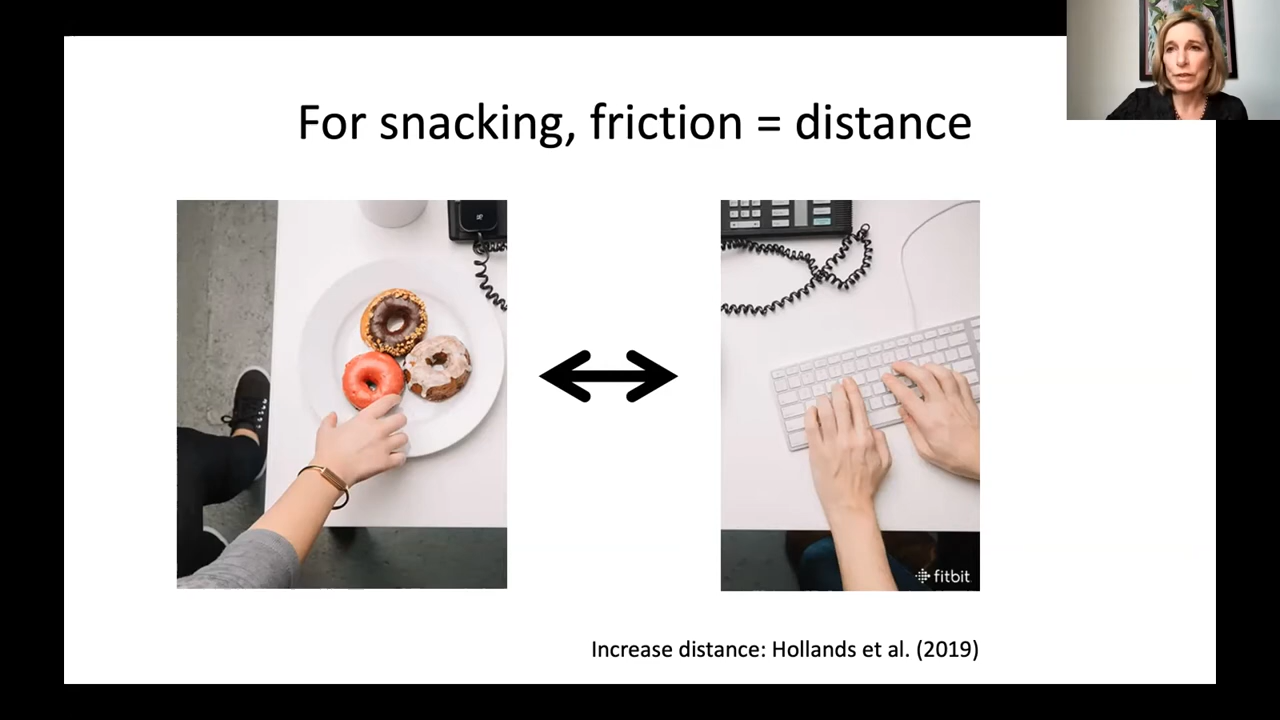 For snacking, friction = distance
fitbit
Increase distance: Hollands et al. (2019)